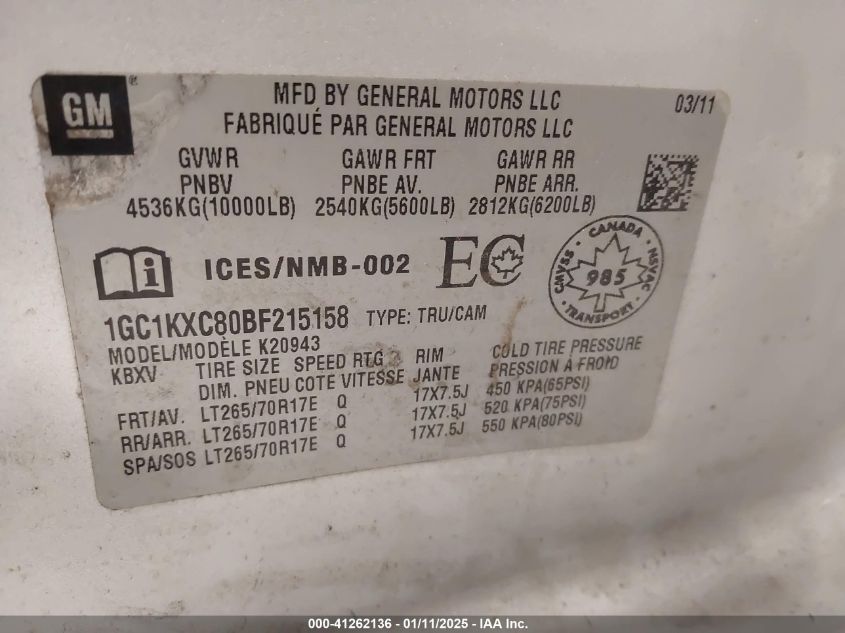 GM
MFD BY GENERAL MOTORS LLC 03/11
FABRIQUÉ PAR GENERAL MOTORS LLC
GVWR GAWR FRT GAWR RR
PNBV PNBE AV. PNBE ARR.
4536KG(10000LB) 2540KG(5600LB) 2812KG(6200LB)
ICES/NMB-002 EC
CANADA CMVSS NSVAC 985 TRANSPORT
1GC1KXC80BF215158 TYPE: TRU/CAM
MODEL/MODÈLE K20943
KBXV TIRE SIZE SPEED RTG RIM COLD TIRE PRESSURE
DIM. PNEU COTE VITESSE JANTE PRESSION A FROID
FRT/AV. LT265/70R17E Q 17X7.5J 450 KPA(65PSI)
RR/ARR. LT265/70R17E Q 17X7.5J 520 KPA(75PSI)
SPA/SOS LT265/70R17E Q 17X7.5J 550 KPA(80PSI)
000-41262136 - 01/11/2025 - IAA Inc.